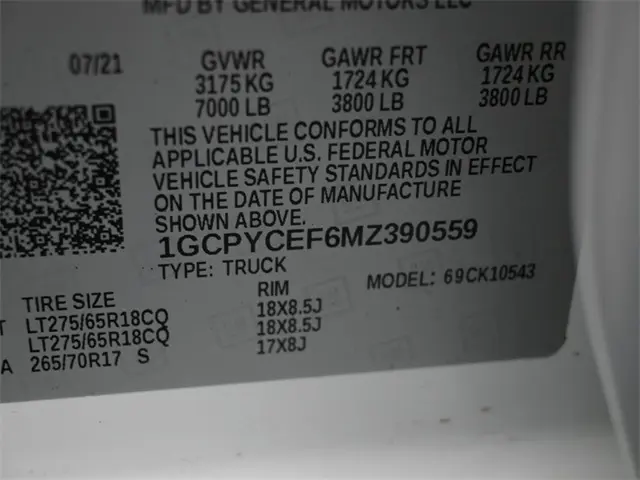 MFD BY GENERAL MOTORS LLC
07/21 GVWR GAWR FRT GAWR RR
3175 KG 1724 KG 1724 KG
7000 LB 3800 LB 3800 LB
THIS VEHICLE CONFORMS TO ALL
APPLICABLE U.S. FEDERAL MOTOR
VEHICLE SAFETY STANDARDS IN EFFECT
ON THE DATE OF MANUFACTURE
SHOWN ABOVE.
1GCPYCEF6MZ390559
TYPE: TRUCK MODEL: 69CK10543
TIRE SIZE RIM
T LT275/65R18CQ 18X8.5J
LT275/65R18CQ 18X8.5J
A 265/70R17 S 17X8J